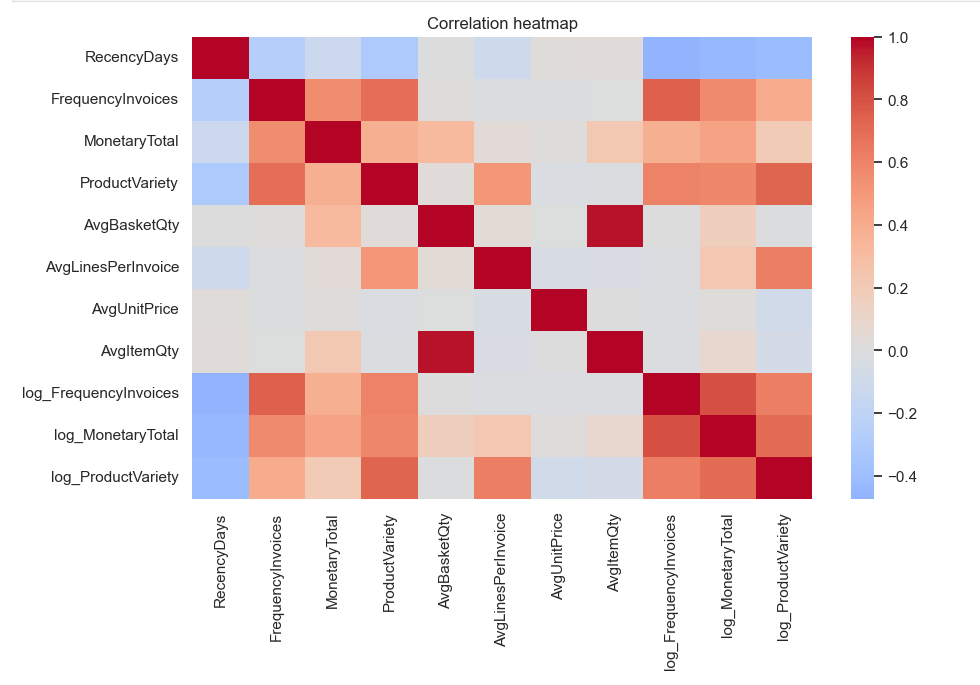 Correlation heatmap
RecencyDays
FrequencyInvoices
MonetaryTotal
ProductVariety
AvgBasketQty
AvgLinesPerInvoice
AvgUnitPrice
AvgItemQty
log_FrequencyInvoices
log_MonetaryTotal
log_ProductVariety
RecencyDays
FrequencyInvoices
MonetaryTotal
ProductVariety
AvgBasketQty
AvgLinesPerInvoice
AvgUnitPrice
AvgItemQty
log_FrequencyInvoices
log_MonetaryTotal
log_ProductVariety
1.0
0.8
0.6
0.4
0.2
0.0
−0.2
−0.4